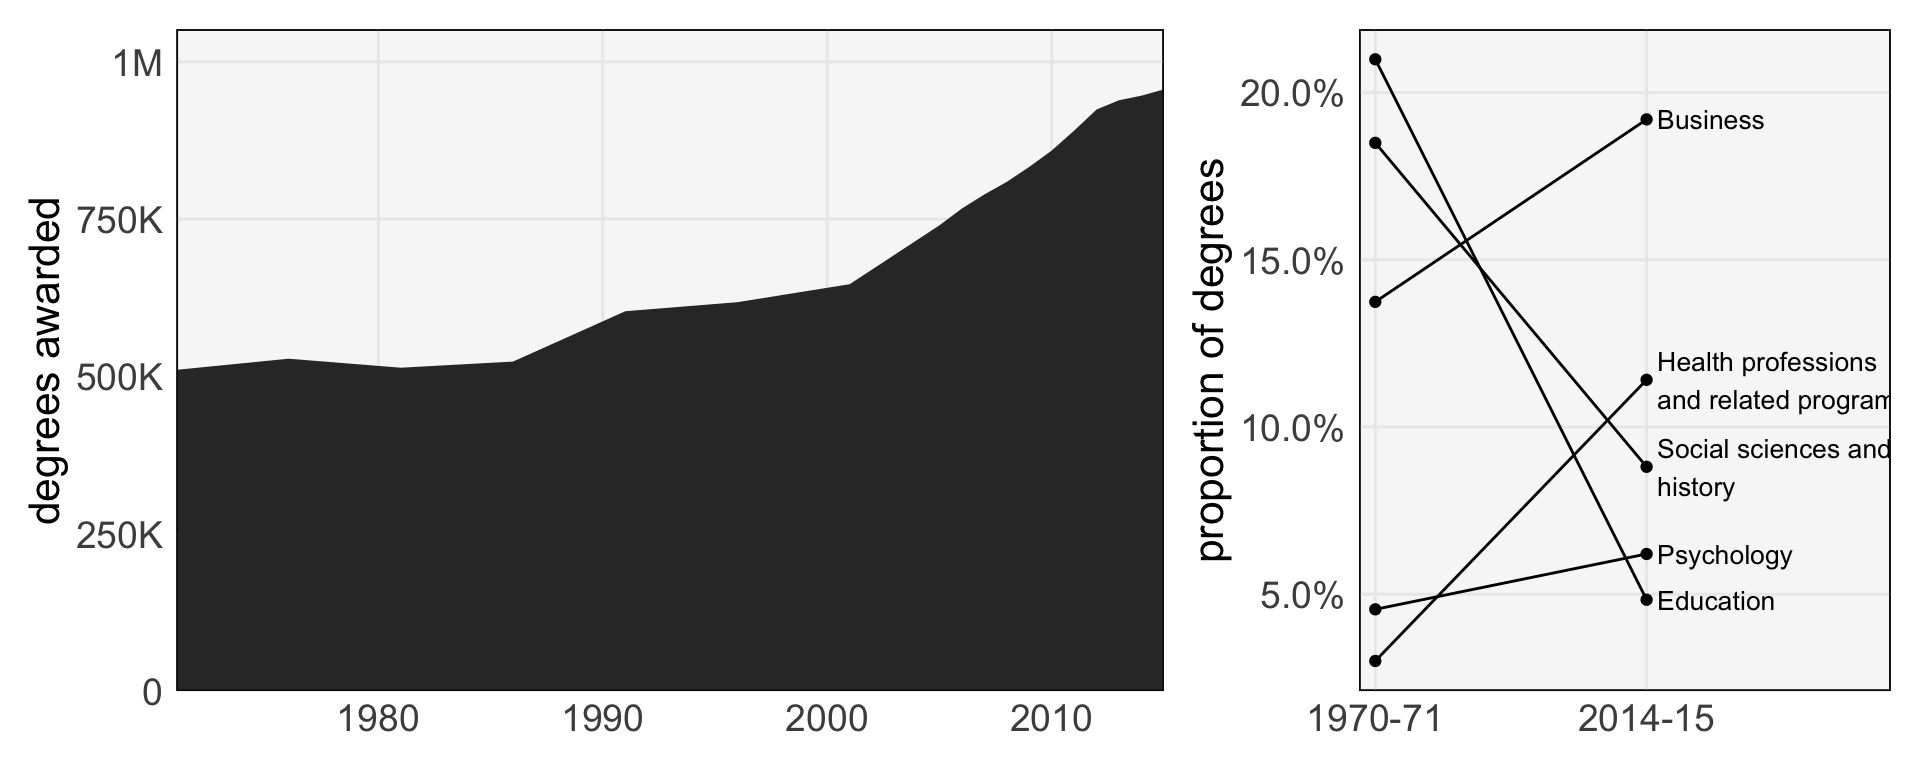 degrees awarded
1M
750K
500K
250K
0
1980 1990 2000 2010
proportion of degrees
20.0%
15.0%
10.0%
5.0%
Business
Health professions
and related program
Social sciences and
history
Psychology
Education
1970-71 2014-15